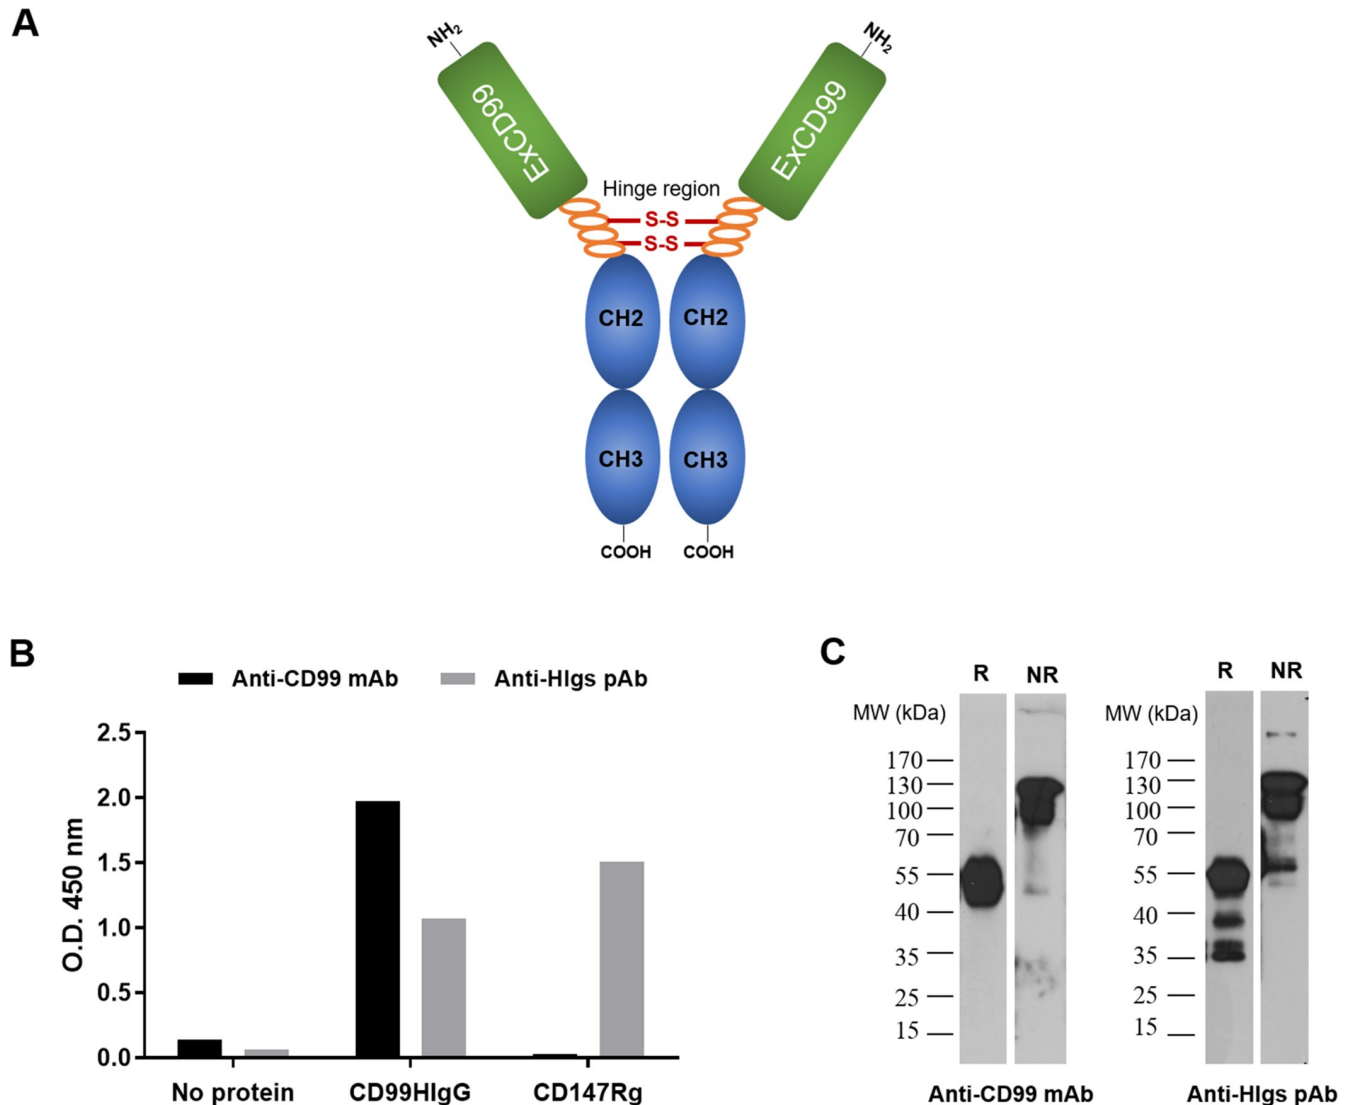 A
NH2
NH2
ExCD99
ExCD99
Hinge region
S-S
S-S
CH2
CH2
CH3
CH3
COOH
COOH
B
Anti-CD99 mAb
Anti-HIgs pAb
O.D. 450 nm
2.5
2.0
1.5
1.0
0.5
0.0
No protein
CD99HIgG
CD147Rg
C
R
NR
MW (kDa)
170
130
100
70
55
40
35
25
15
Anti-CD99 mAb
R
NR
MW (kDa)
170
130
100
70
55
40
35
25
15
Anti-HIgs pAb